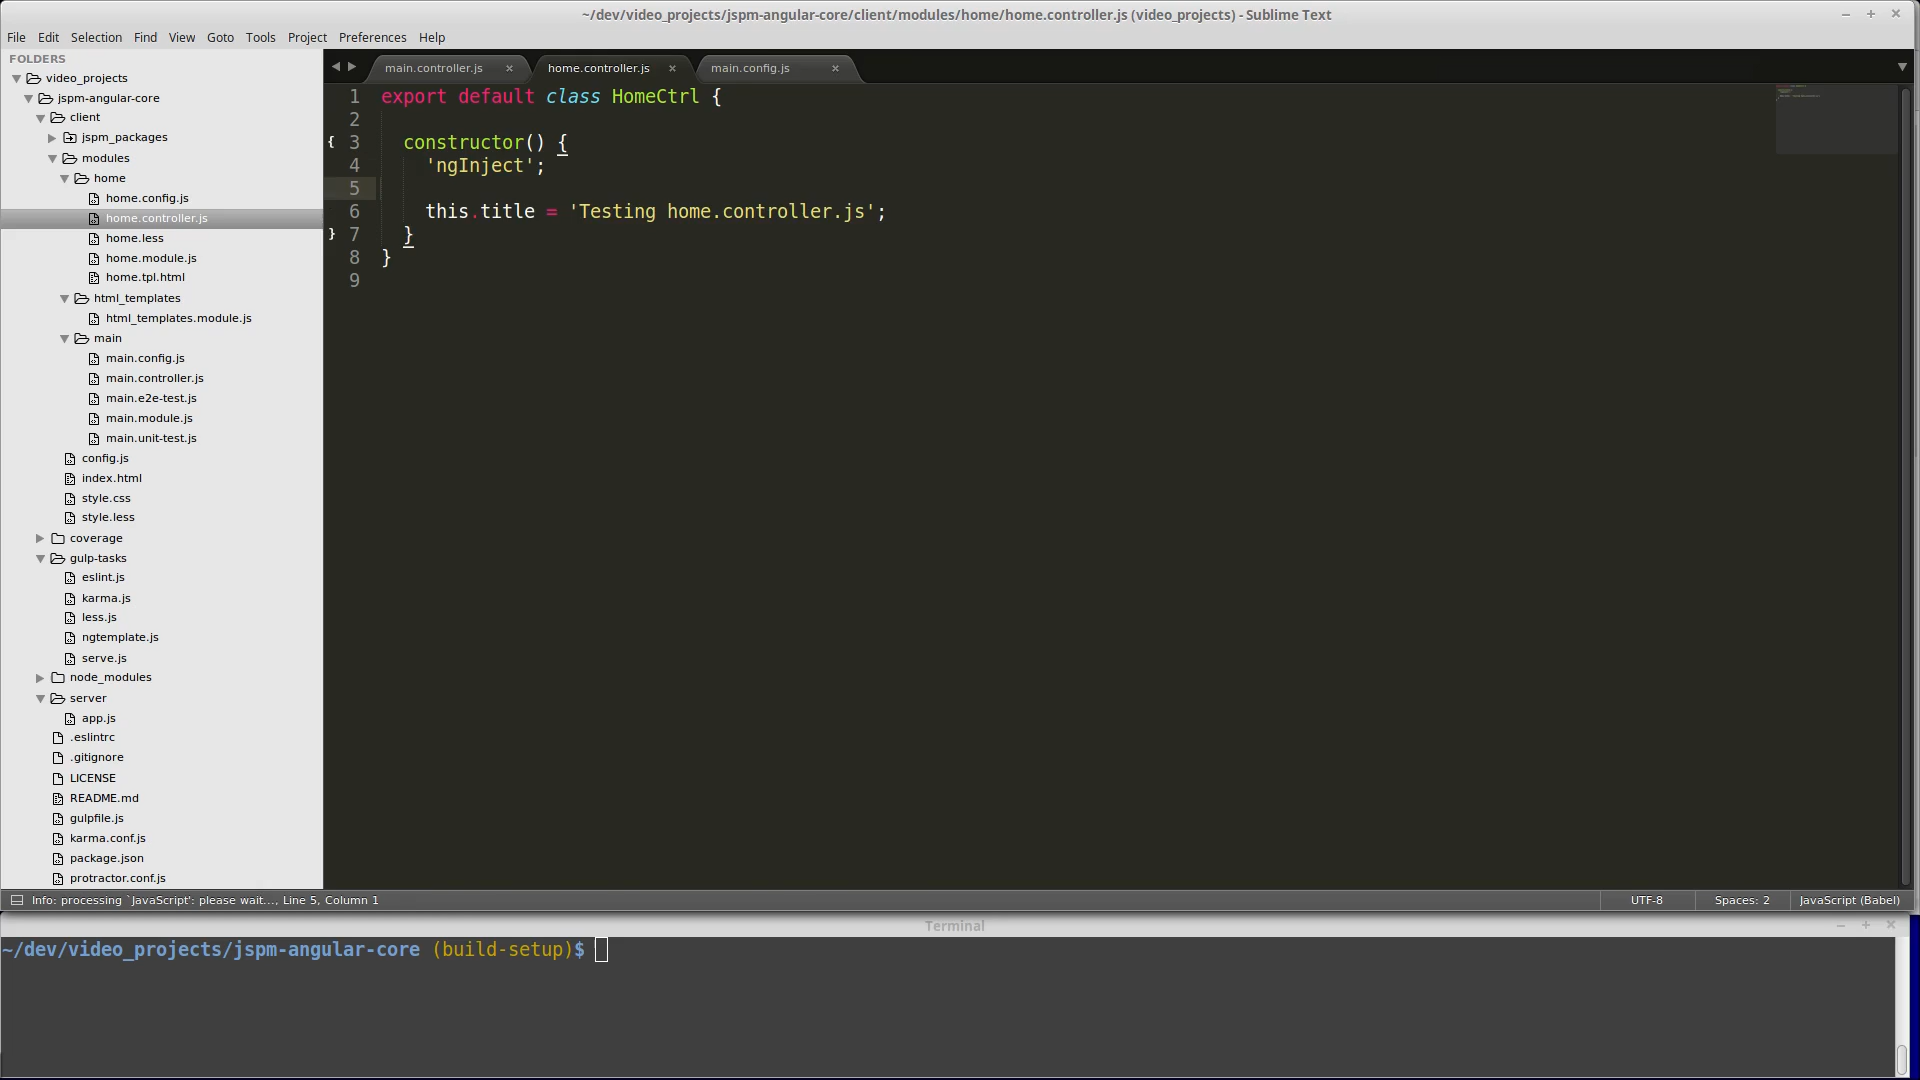 ~/dev/video_projects/jspm-angular-core/client/modules/home/home.controller.js (video_projects) - Sublime Text
File Edit Selection Find View Goto Tools Project Preferences Help
FOLDERS
video_projects
jspm-angular-core
client
jspm_packages
modules
home
home.config.js
home.controller.js
home.less
home.module.js
home.tpl.html
html_templates
html_templates.module.js
main
main.config.js
main.controller.js
main.e2e-test.js
main.module.js
main.unit-test.js
config.js
index.html
style.css
style.less
coverage
gulp-tasks
eslint.js
karma.js
less.js
ngtemplate.js
serve.js
node_modules
server
app.js
.eslintrc
.gitignore
LICENSE
README.md
gulpfile.js
karma.conf.js
package.json
protractor.conf.js
main.controller.js home.controller.js main.config.js
1 export default class HomeCtrl {
2
{ 3 constructor() {
4 'ngInject';
5
6 this.title = 'Testing home.controller.js';
} 7 }
8 }
9
Info: processing `JavaScript': please wait..., Line 5, Column 1 UTF-8 Spaces: 2 JavaScript (Babel)
Terminal
~/dev/video_projects/jspm-angular-core (build-setup)$